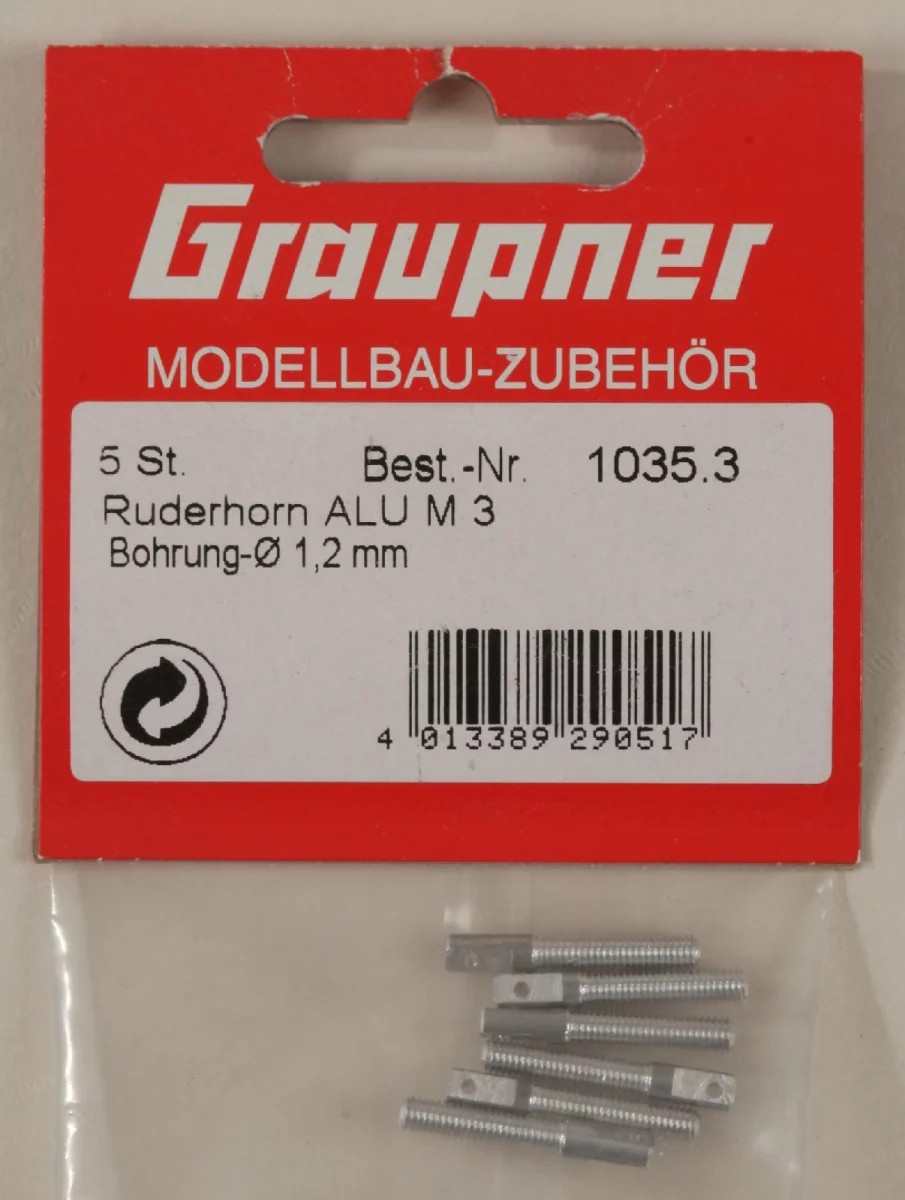 Graupner
MODELLBAU-ZUBEHÖR
5 St. Best.-Nr. 1035.3
Ruderhorn ALU M 3
Bohrung-Ø 1,2 mm
4 013389 290517